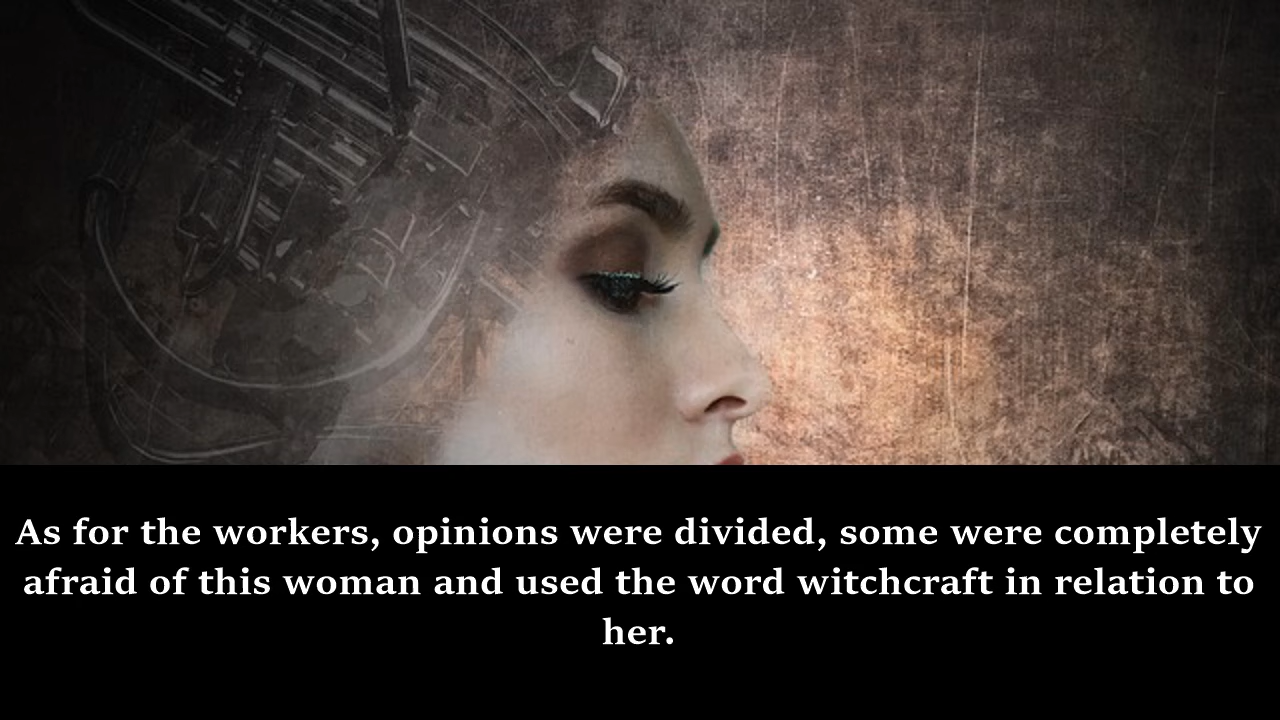 As for the workers, opinions were divided, some were completely
afraid of this woman and used the word witchcraft in relation to
her.